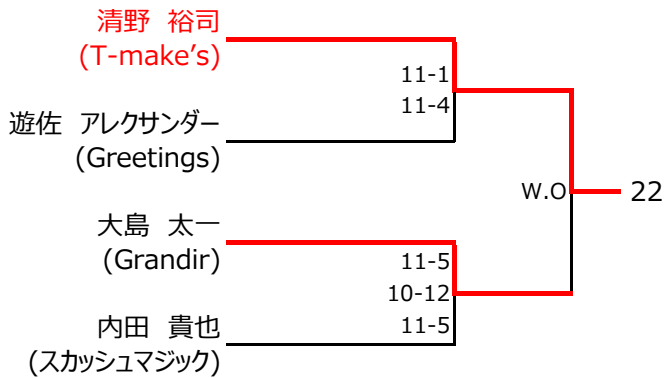 清野 裕司
(T-make's)
11-1
11-4
遊佐 アレクサンダー
(Greetings)
W.O
22
大島 太一
(Grandir)
11-5
10-12
11-5
内田 貴也
(スカッシュマジック)